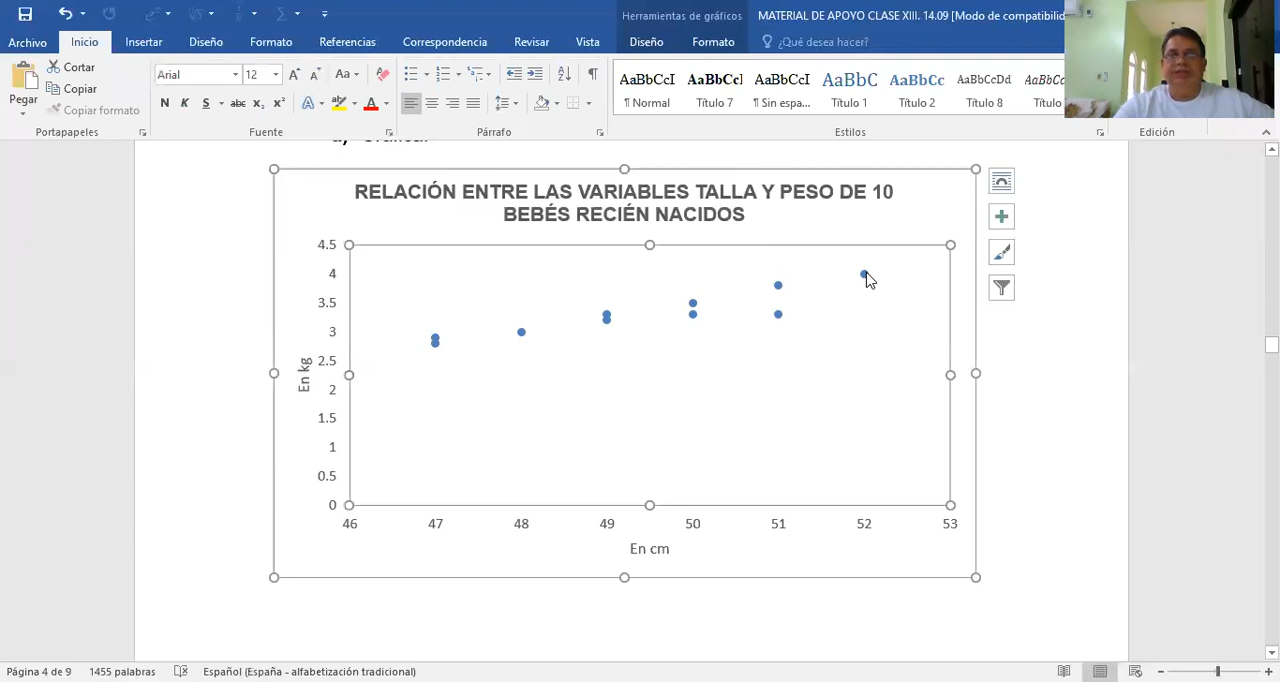 Herramientas de gráficos
MATERIAL DE APOYO CLASE XIII. 14.09 [Modo de compatibilid
Archivo Inicio Insertar Diseño Formato Referencias Correspondencia Revisar Vista Diseño Formato ¿Qué desea hacer?
Pegar
Cortar
Copiar
Copiar formato
Portapapeles
Arial 12
Aa
N K S abc x₂ x²
Fuente
Párrafo
AaBbCcI AaBbCcI AaBbCcI AaBbC AaBbCc AaBbCcDd AaBbCc
¶ Normal Título 7 ¶ Sin espa... Título 1 Título 2 Título 8 Título
Estilos
Edición
RELACIÓN ENTRE LAS VARIABLES TALLA Y PESO DE 10
BEBÉS RECIÉN NACIDOS
4.5
4
3.5
3
2.5
2
1.5
1
0.5
0
En kg
46 47 48 49 50 51 52 53
En cm
Página 4 de 9 1455 palabras Español (España - alfabetización tradicional)